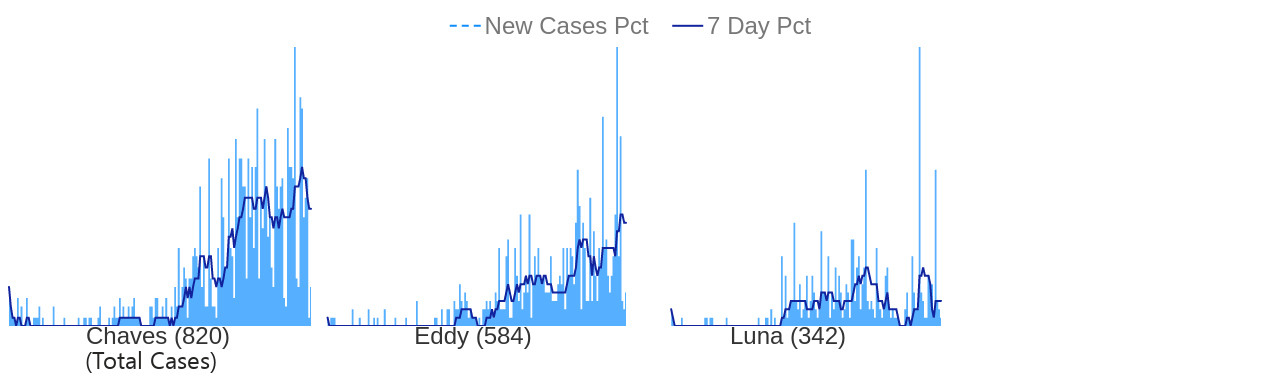 New Cases Pct 7 Day Pct
Chaves (820) Eddy (584) Luna (342)
(Total Cases)